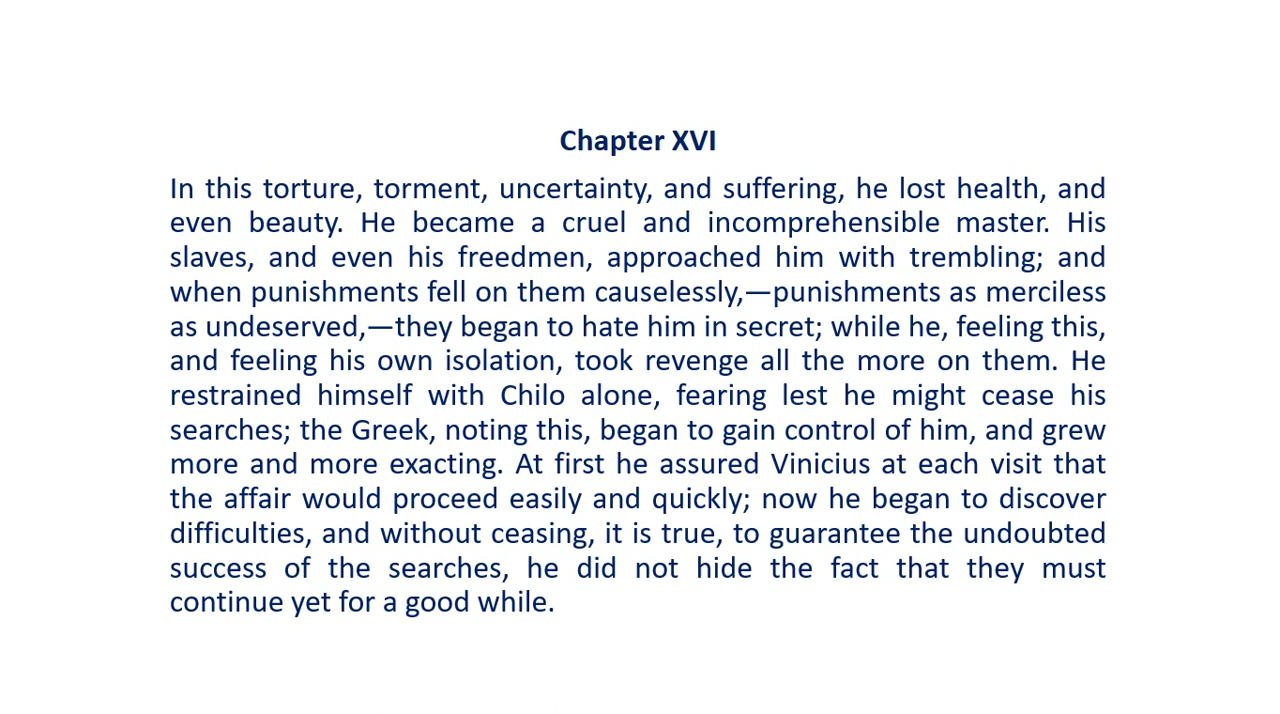 Chapter XVI
In this torture, torment, uncertainty, and suffering, he lost health, and
even beauty. He became a cruel and incomprehensible master. His
slaves, and even his freedmen, approached him with trembling; and
when punishments fell on them causelessly,—punishments as merciless
as undeserved,—they began to hate him in secret; while he, feeling this,
and feeling his own isolation, took revenge all the more on them. He
restrained himself with Chilo alone, fearing lest he might cease his
searches; the Greek, noting this, began to gain control of him, and grew
more and more exacting. At first he assured Vinicius at each visit that
the affair would proceed easily and quickly; now he began to discover
difficulties, and without ceasing, it is true, to guarantee the undoubted
success of the searches, he did not hide the fact that they must
continue yet for a good while.